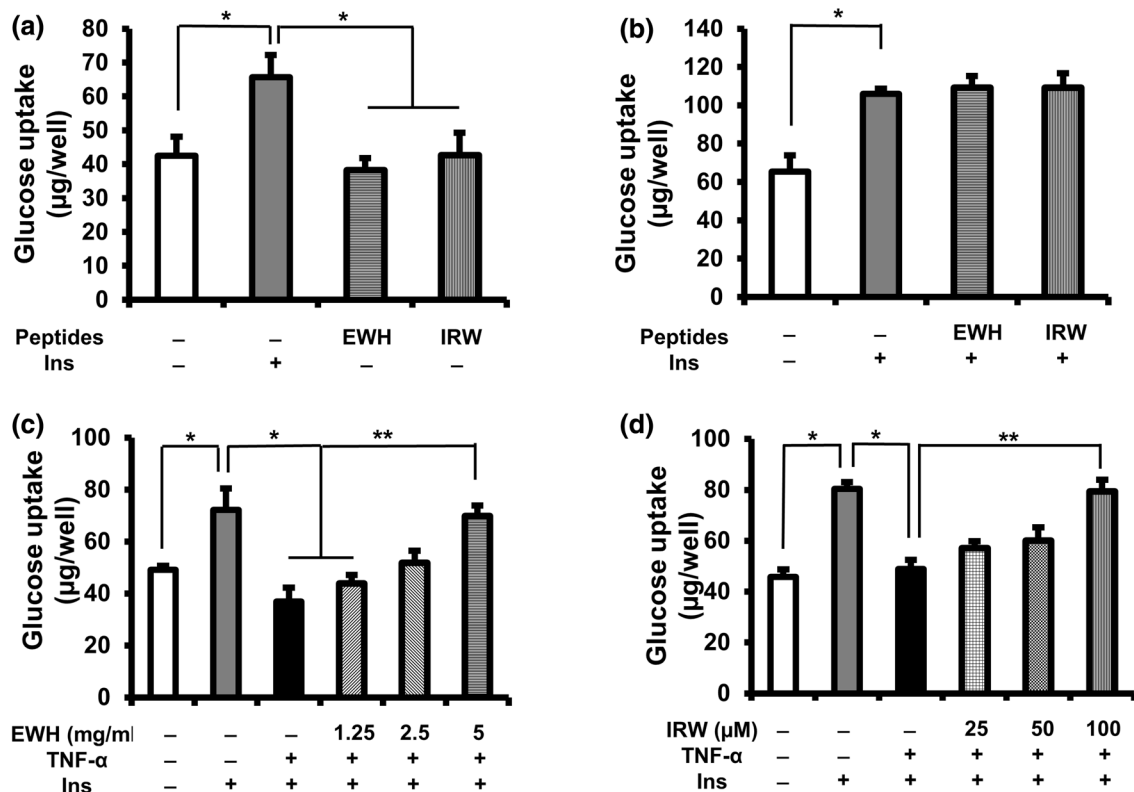 (a)
80
70
60
50
40
30
20
10
0
Glucose uptake
(µg/well)
*
*
Peptides – – EWH IRW
Ins – + – –
(b)
140
120
100
80
60
40
20
0
Glucose uptake
(µg/well)
*
Peptides – – EWH IRW
Ins – + + +
(c)
100
80
60
40
20
0
Glucose uptake
(µg/well)
*
*
**
EWH (mg/ml – – – 1.25 2.5 5
TNF-α – – + + + +
Ins – + + + + +
(d)
100
80
60
40
20
0
Glucose uptake
(µg/well)
*
*
**
IRW (µM) – – – 25 50 100
TNF-α – – + + + +
Ins – + + + + +